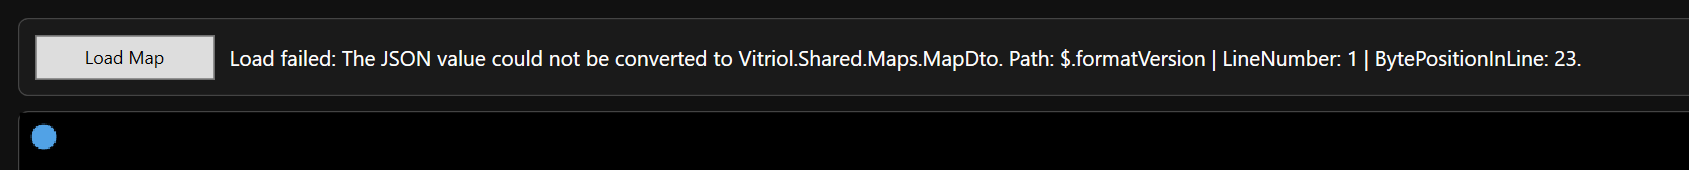 Load Map
Load failed: The JSON value could not be converted to Vitriol.Shared.Maps.MapDto. Path: $.formatVersion | LineNumber: 1 | BytePositionInLine: 23.